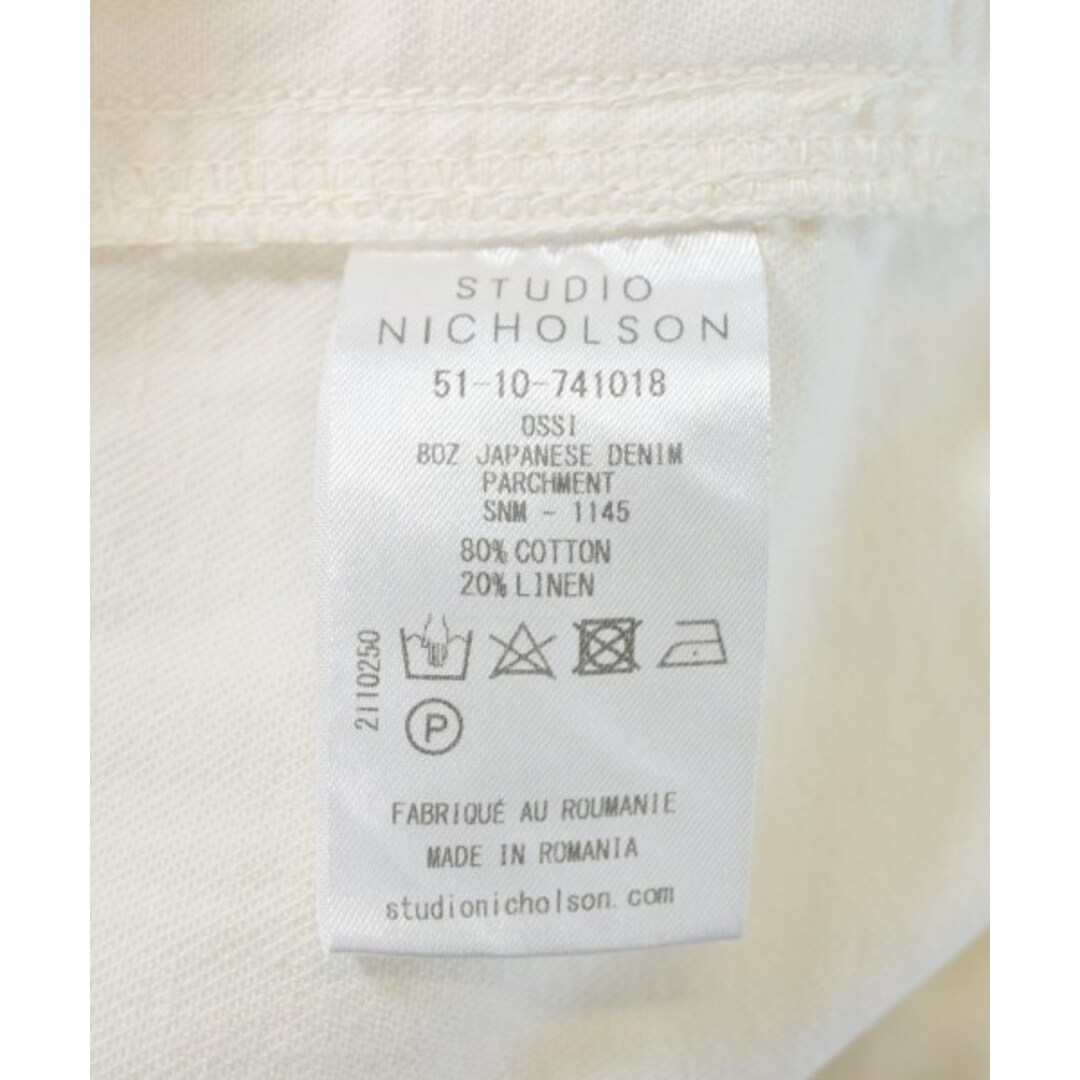 STUDIO
NICHOLSON
51-10-741018
OSSI
8OZ JAPANESE DENIM
PARCHMENT
SNM - 1145
80% COTTON
20% LINEN
2110250
P
FABRIQUÉ AU ROUMANIE
MADE IN ROMANIA
studionicholson.com